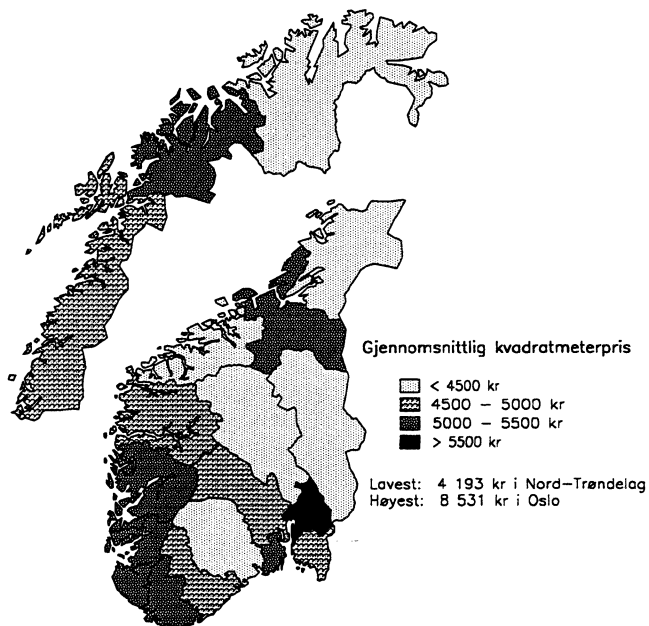 Gjennomsnittlig kvadratmeterpris
< 4500 kr
4500 – 5000 kr
5000 – 5500 kr
> 5500 kr
Lavest: 4 193 kr i Nord–Trøndelag
Høyest: 8 531 kr i Oslo